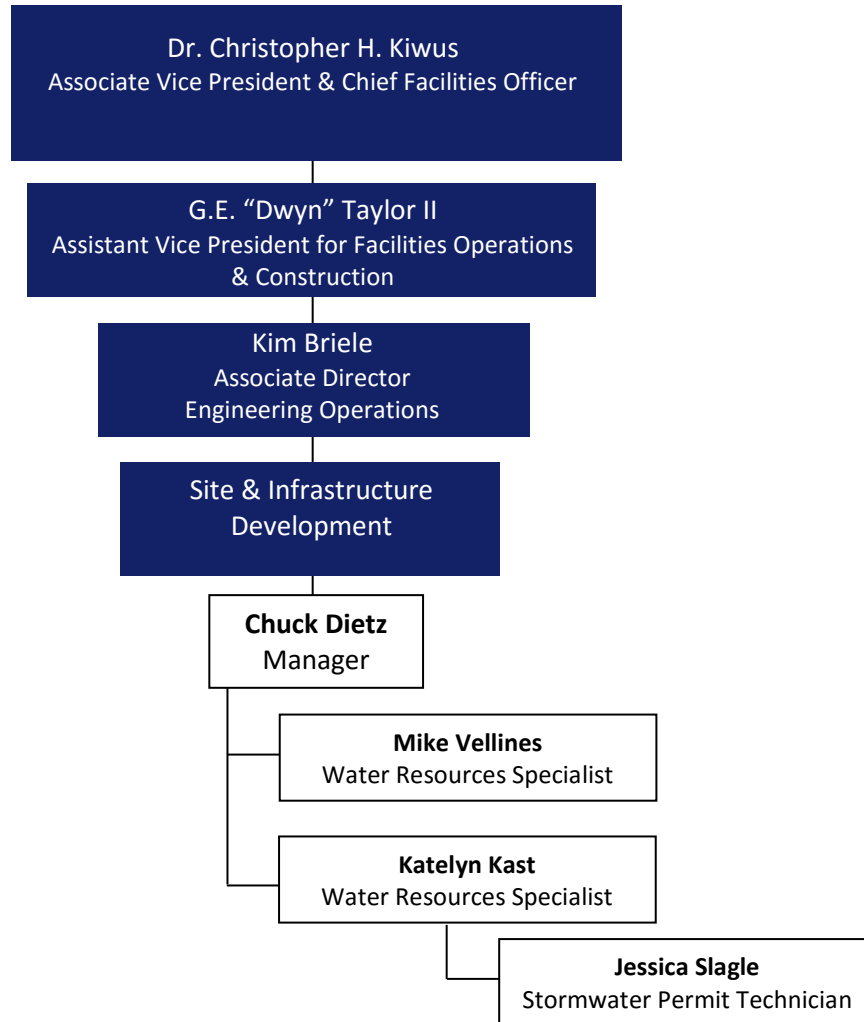 Dr. Christopher H. Kiwus
Associate Vice President & Chief Facilities Officer
G.E. “Dwyn” Taylor II
Assistant Vice President for Facilities Operations
& Construction
Kim Briele
Associate Director
Engineering Operations
Site & Infrastructure
Development
Chuck Dietz
Manager
Mike Vellines
Water Resources Specialist
Katelyn Kast
Water Resources Specialist
Jessica Slagle
Stormwater Permit Technician